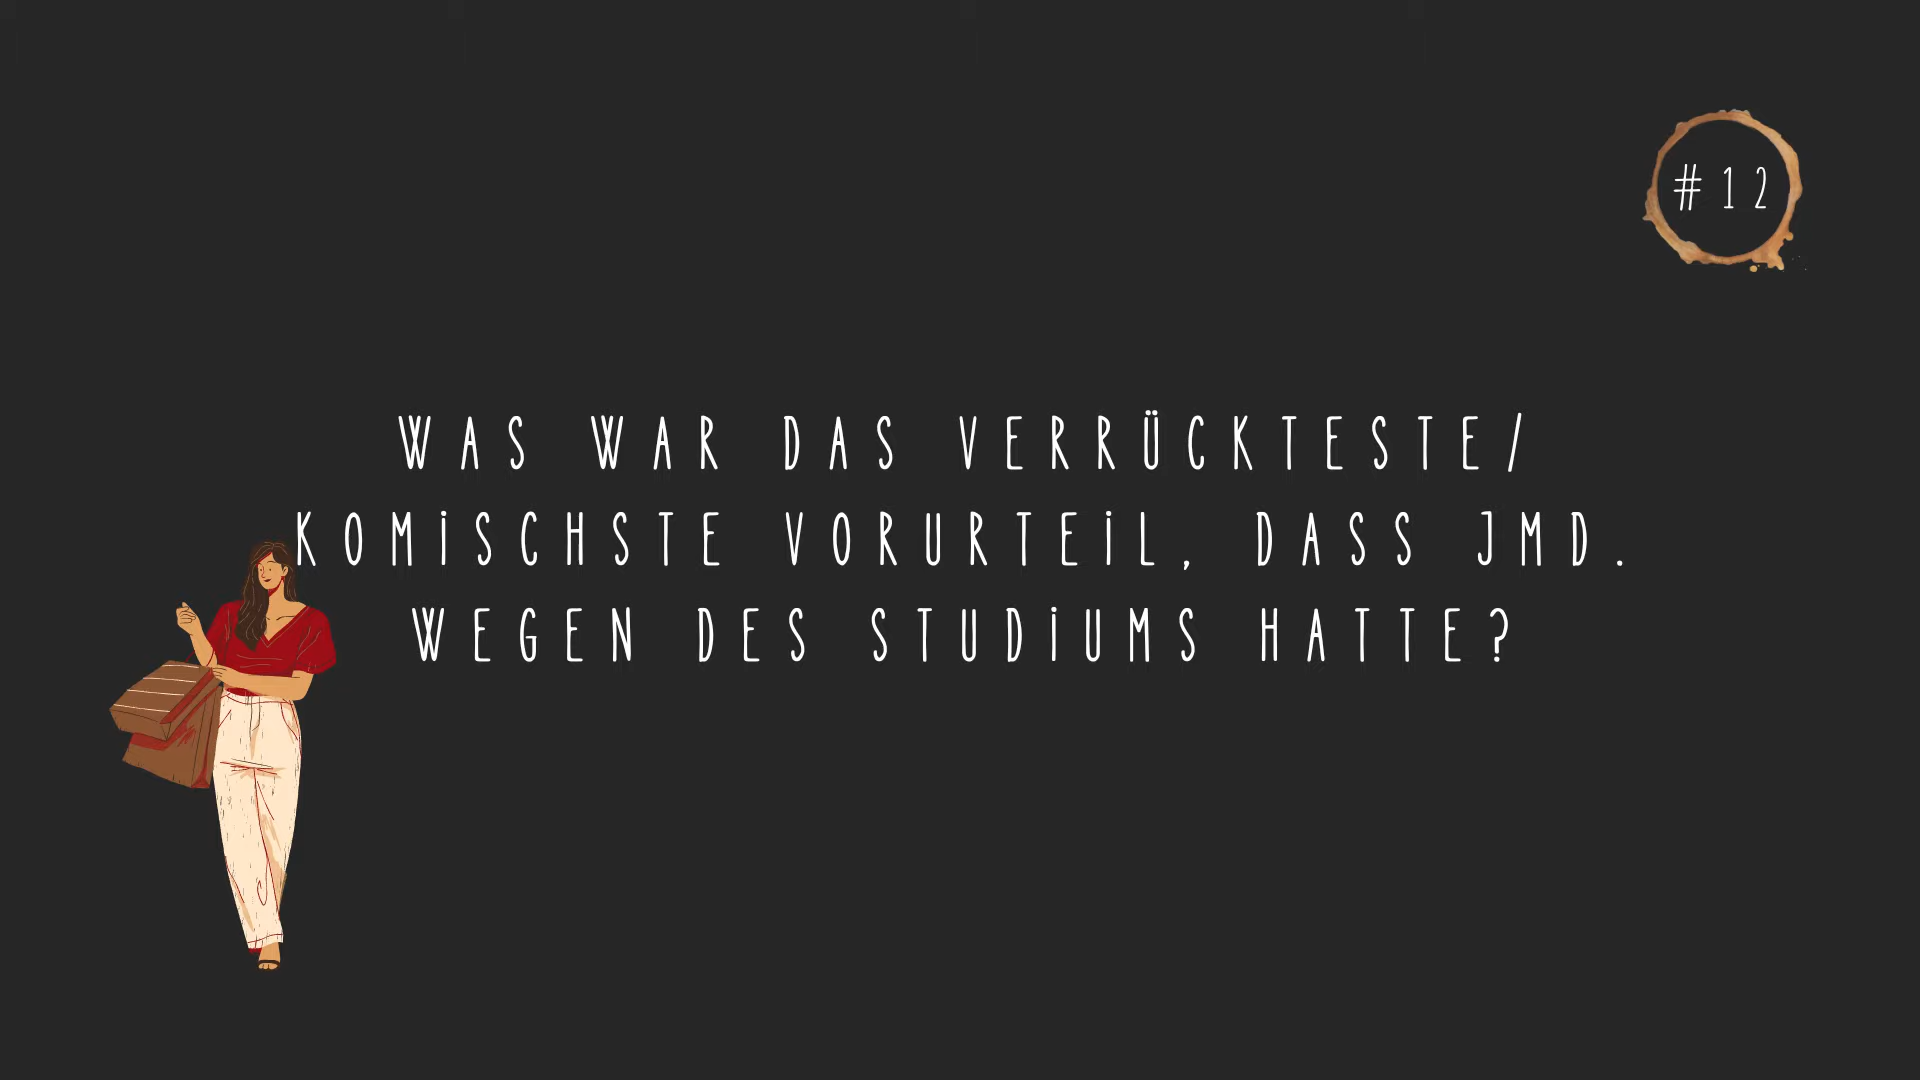 #12
WAS WAR DAS VERRÜCKTESTE/
KOMISCHSTE VORURTEIL, DASS JMD.
WEGEN DES STUDIUMS HATTE?